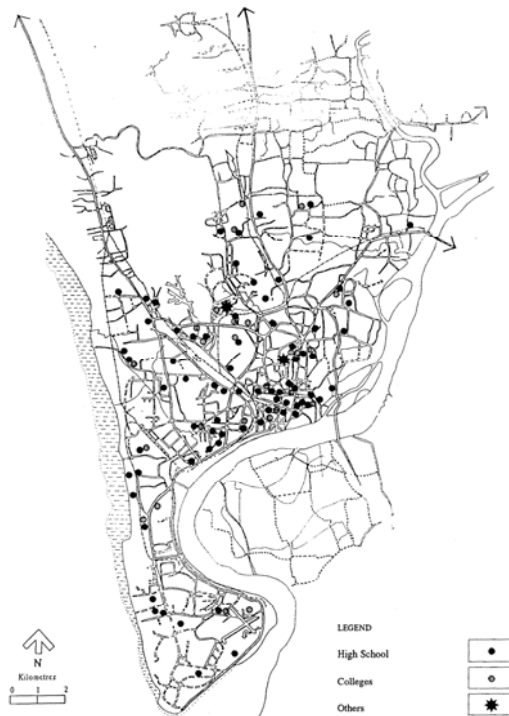 N
Kilometres
0 1 2
LEGEND
High School
Colleges
Others